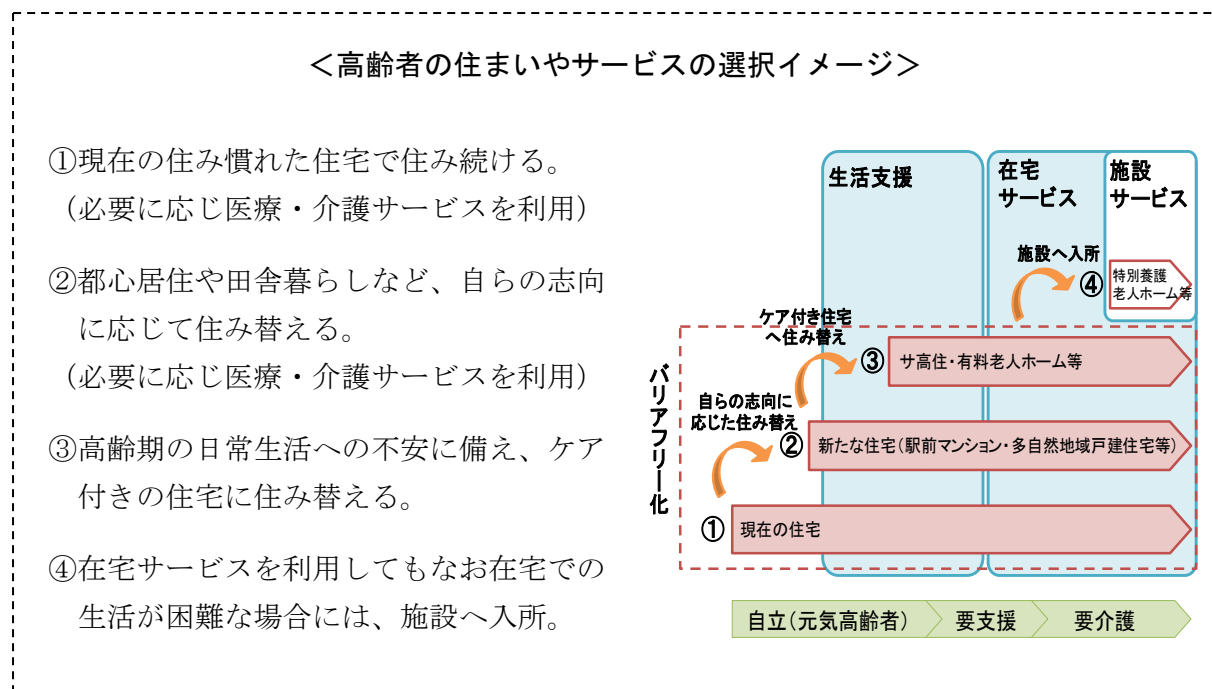 ＜高齢者の住まいやサービスの選択イメージ＞
①現在の住み慣れた住宅で住み続ける。
（必要に応じ医療・介護サービスを利用）
②都心居住や田舎暮らしなど、自らの志向
に応じて住み替える。
（必要に応じ医療・介護サービスを利用）
③高齢期の日常生活への不安に備え、ケア
付きの住宅に住み替える。
④在宅サービスを利用してもなお在宅での
生活が困難な場合には、施設へ入所。
生活支援
在宅
サービス
施設
サービス
施設へ入所
④
特別養護
老人ホーム等
ケア付き住宅
へ住み替え
③
サ高住・有料老人ホーム等
バリアフリー化
自らの志向に
応じた住み替え
②
新たな住宅（駅前マンション・多自然地域戸建住宅等）
①
現在の住宅
自立（元気高齢者）
要支援
要介護